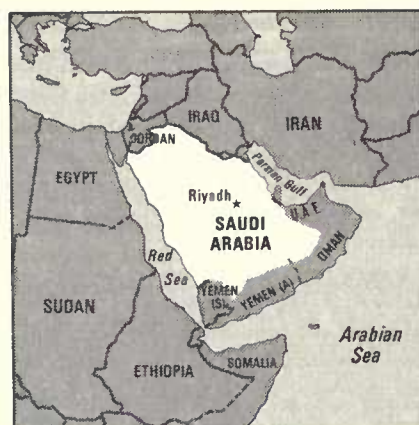 IRAQ
IRAN
JORDAN
EGYPT
Persian Gulf
Riyadh
U A E
SAUDI
ARABIA
OMAN
Red
Sea
YEMEN
(S)
YEMEN (A)
SUDAN
Arabian
Sea
ETHIOPIA
SOMALIA